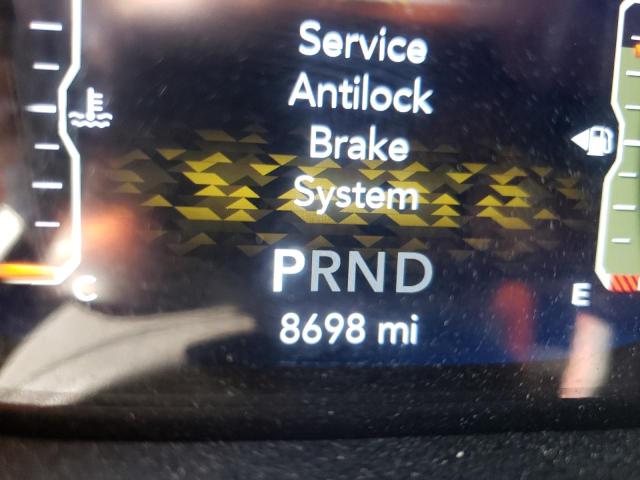 Service
Antilock
Brake
System
PRND
C
E
8698 mi